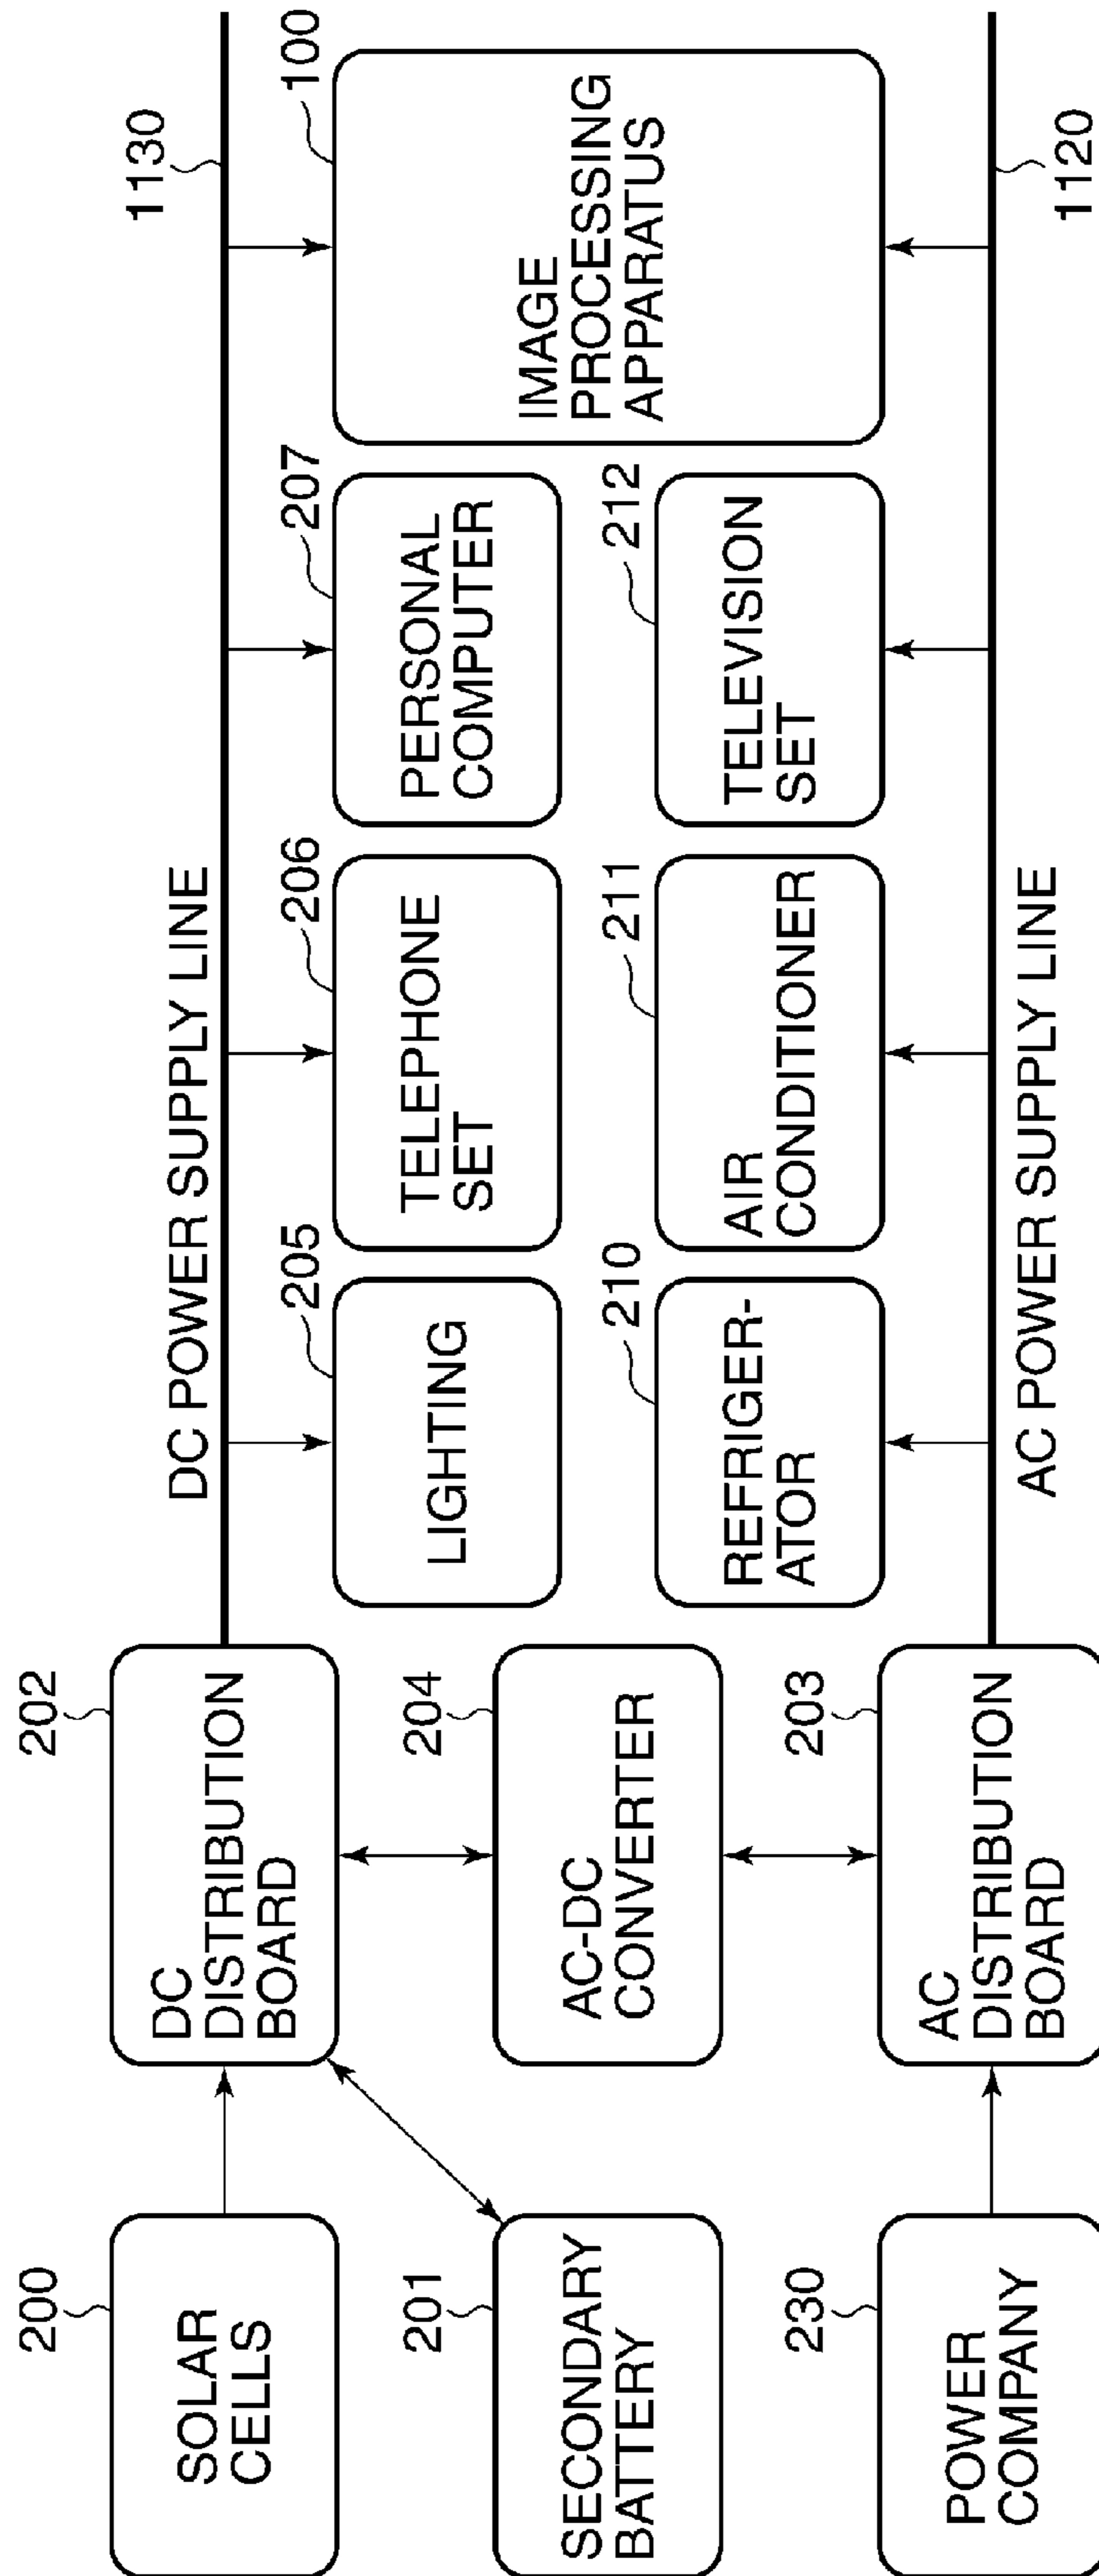 200
SOLAR
CELLS
201
SECONDARY
BATTERY
230
POWER
COMPANY
202
DC
DISTRIBUTION
BOARD
204
AC-DC
CONVERTER
203
AC
DISTRIBUTION
BOARD
DC POWER SUPPLY LINE
1130
205
LIGHTING
206
TELEPHONE
SET
207
PERSONAL
COMPUTER
100
IMAGE
PROCESSING
APPARATUS
210
REFRIGER-
ATOR
211
AIR
CONDITIONER
212
TELEVISION
SET
AC POWER SUPPLY LINE
1120